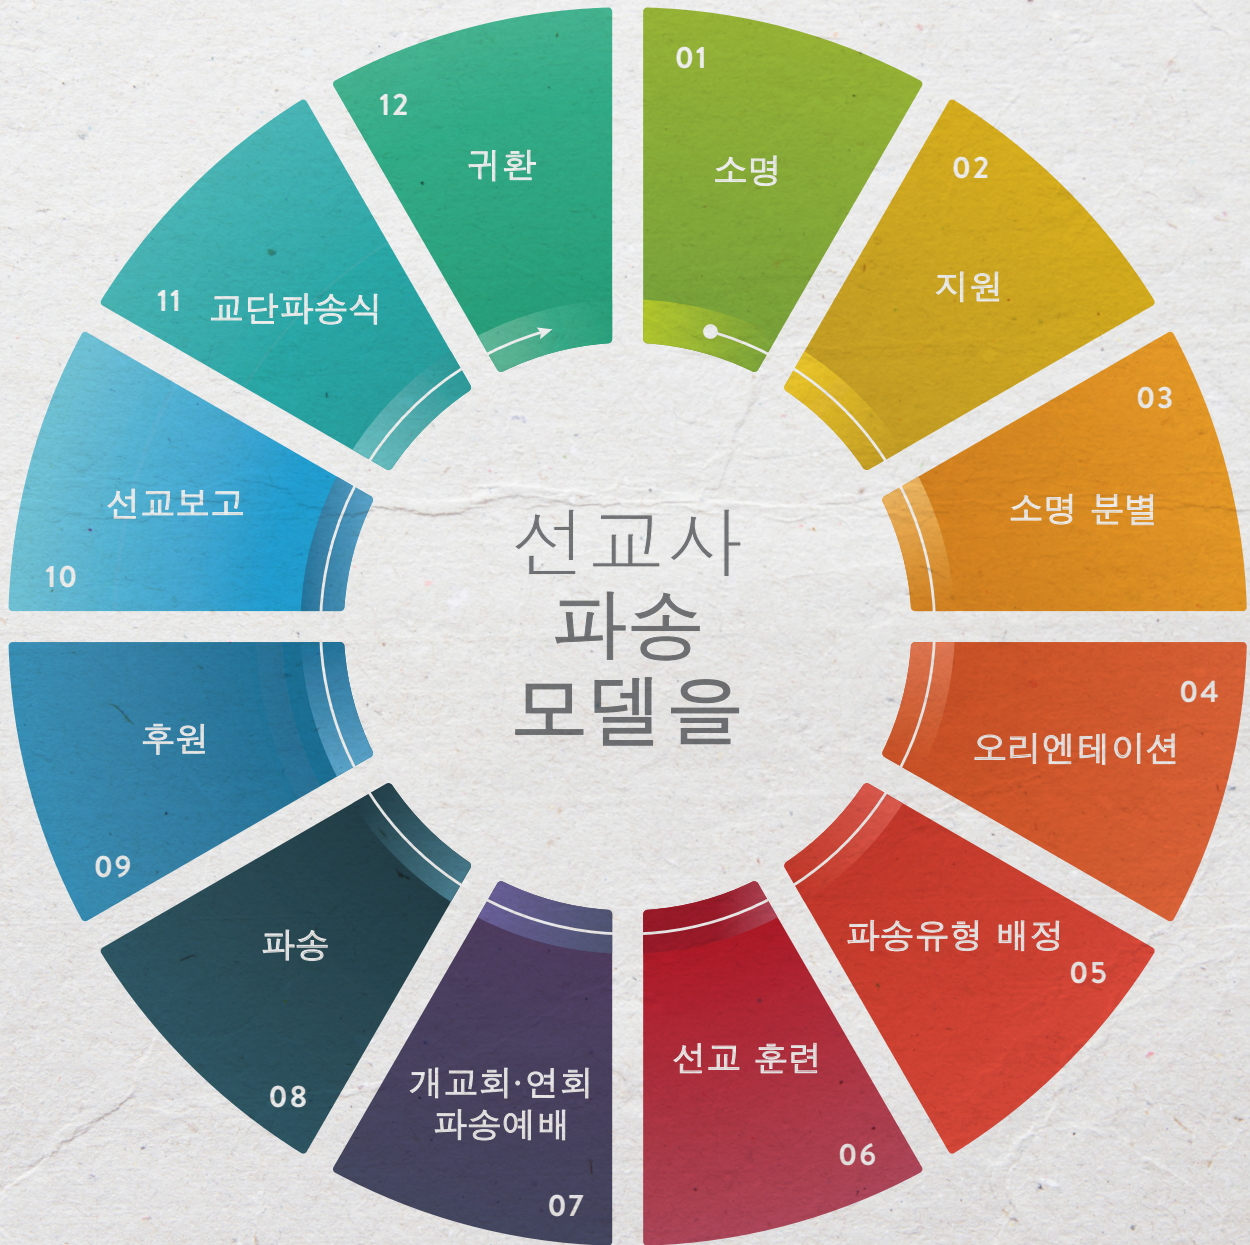 선교사
파송
모델을
01
소명
02
지원
03
소명 분별
04
오리엔테이션
파송유형 배정
05
선교 훈련
06
개교회·연회
파송예배
07
파송
08
후원
09
선교보고
10
11 교단파송식
12
귀환